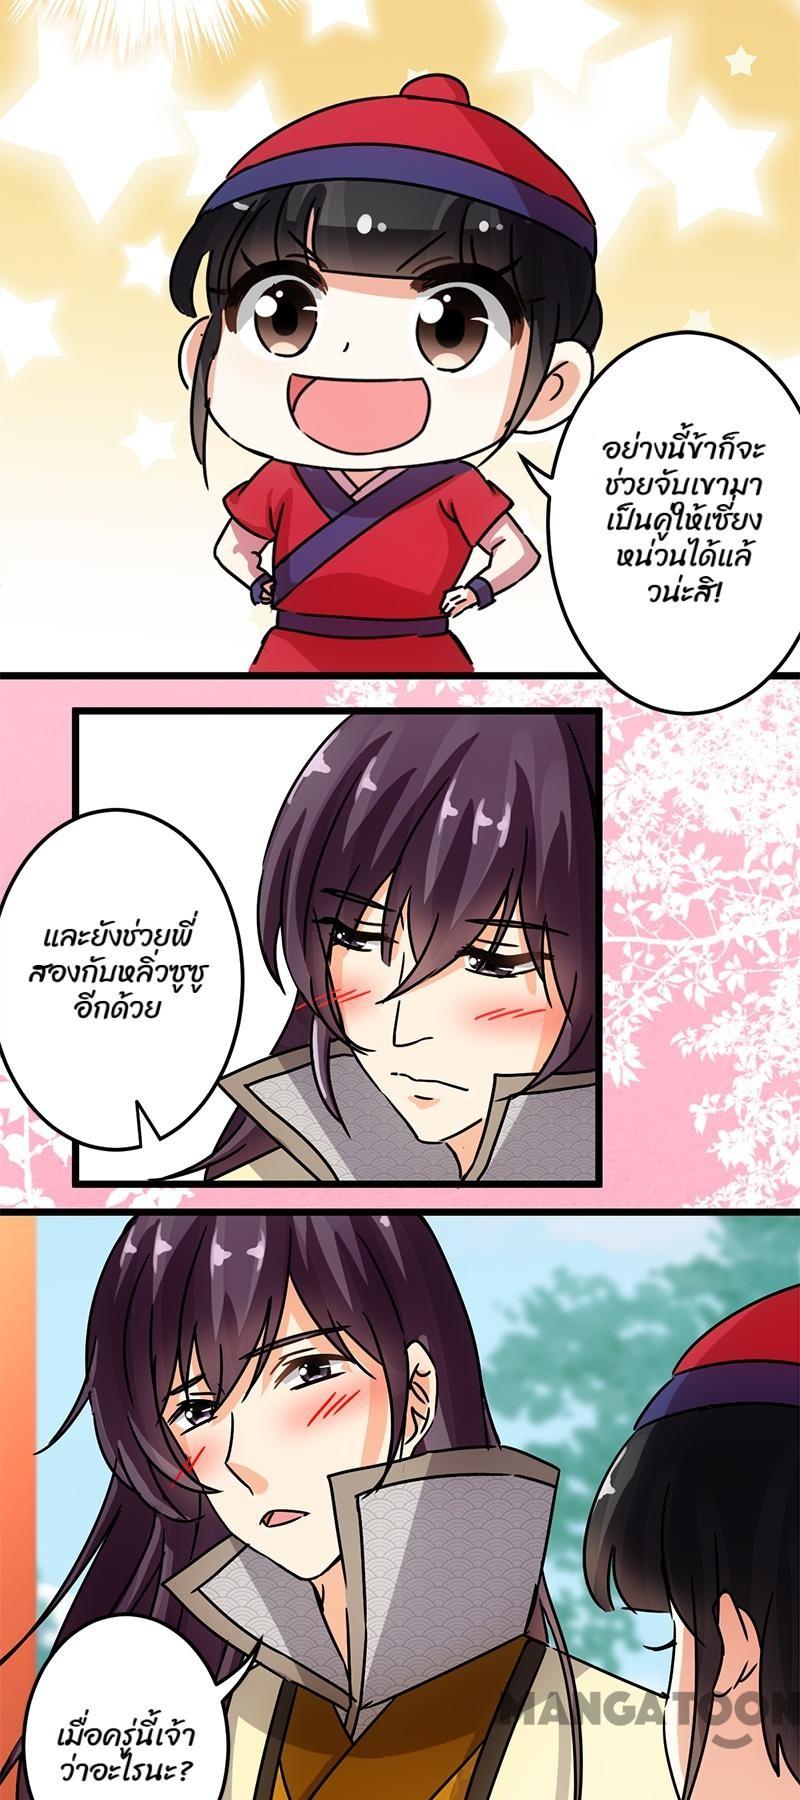 อย่างนี้ข้าก็จะ
ช่วยจับเขามา
เป็นคู่ให้เซี่ยง
หน่วนได้แล้
วน่ะสิ!
และยังช่วยพี่
สองกับหลิ่วซูซู
อีกด้วย
เมื่อครู่นี้เจ้า
ว่าอะไรนะ?
MANGATOON